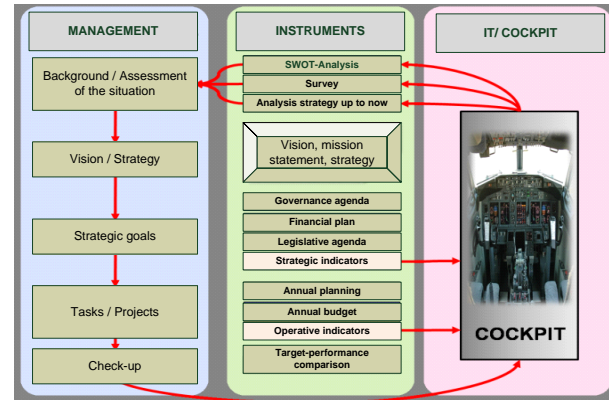 MANAGEMENT
Background / Assessment
of the situation
Vision / Strategy
Strategic goals
Tasks / Projects
Check-up
INSTRUMENTS
SWOT-Analysis
Survey
Analysis strategy up to now
Vision, mission
statement, strategy
Governance agenda
Financial plan
Legislative agenda
Strategic indicators
Annual planning
Annual budget
Operative indicators
Target-performance
comparison
IT/ COCKPIT
COCKPIT